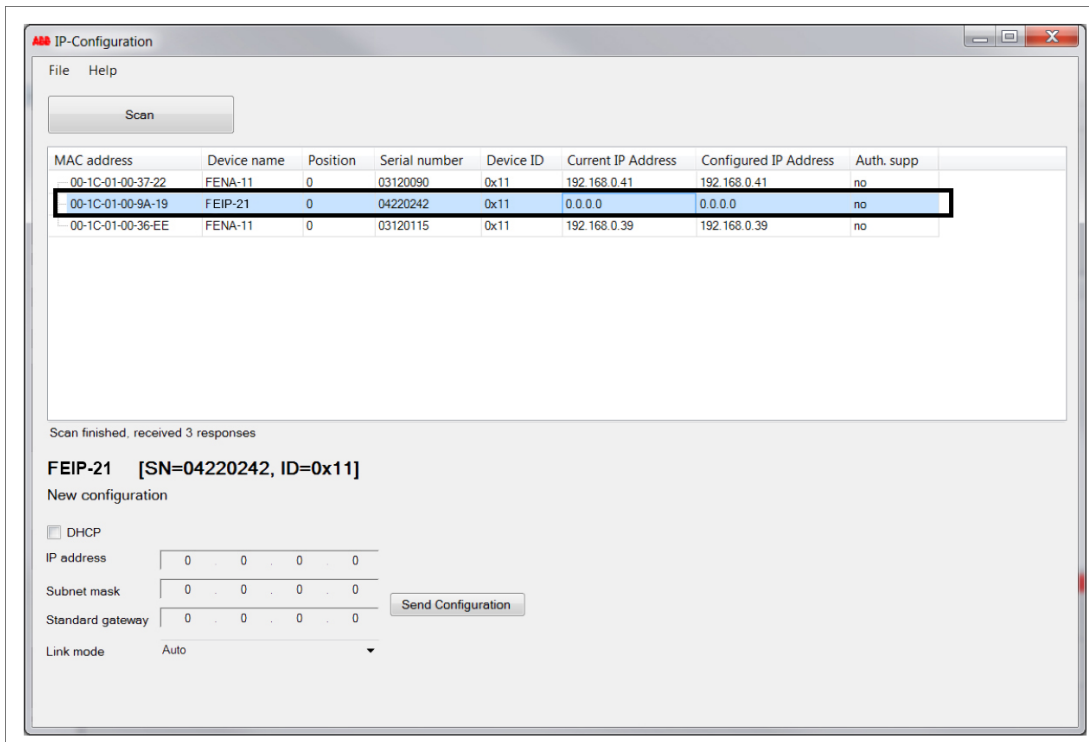 ABB IP-Configuration
File Help
Scan
MAC address Device name Position Serial number Device ID Current IP Address Configured IP Address Auth. supp
00-1C-01-00-37-22 FENA-11 0 03120090 0x11 192.168.0.41 192.168.0.41 no
00-1C-01-00-9A-19 FEIP-21 0 04220242 0x11 0.0.0.0 0.0.0.0 no
00-1C-01-00-36-EE FENA-11 0 03120115 0x11 192.168.0.39 192.168.0.39 no
Scan finished, received 3 responses
FEIP-21 [SN=04220242, ID=0x11]
New configuration
DHCP
IP address 0 . 0 . 0 . 0
Subnet mask 0 . 0 . 0 . 0
Send Configuration
Standard gateway 0 . 0 . 0 . 0
Link mode Auto